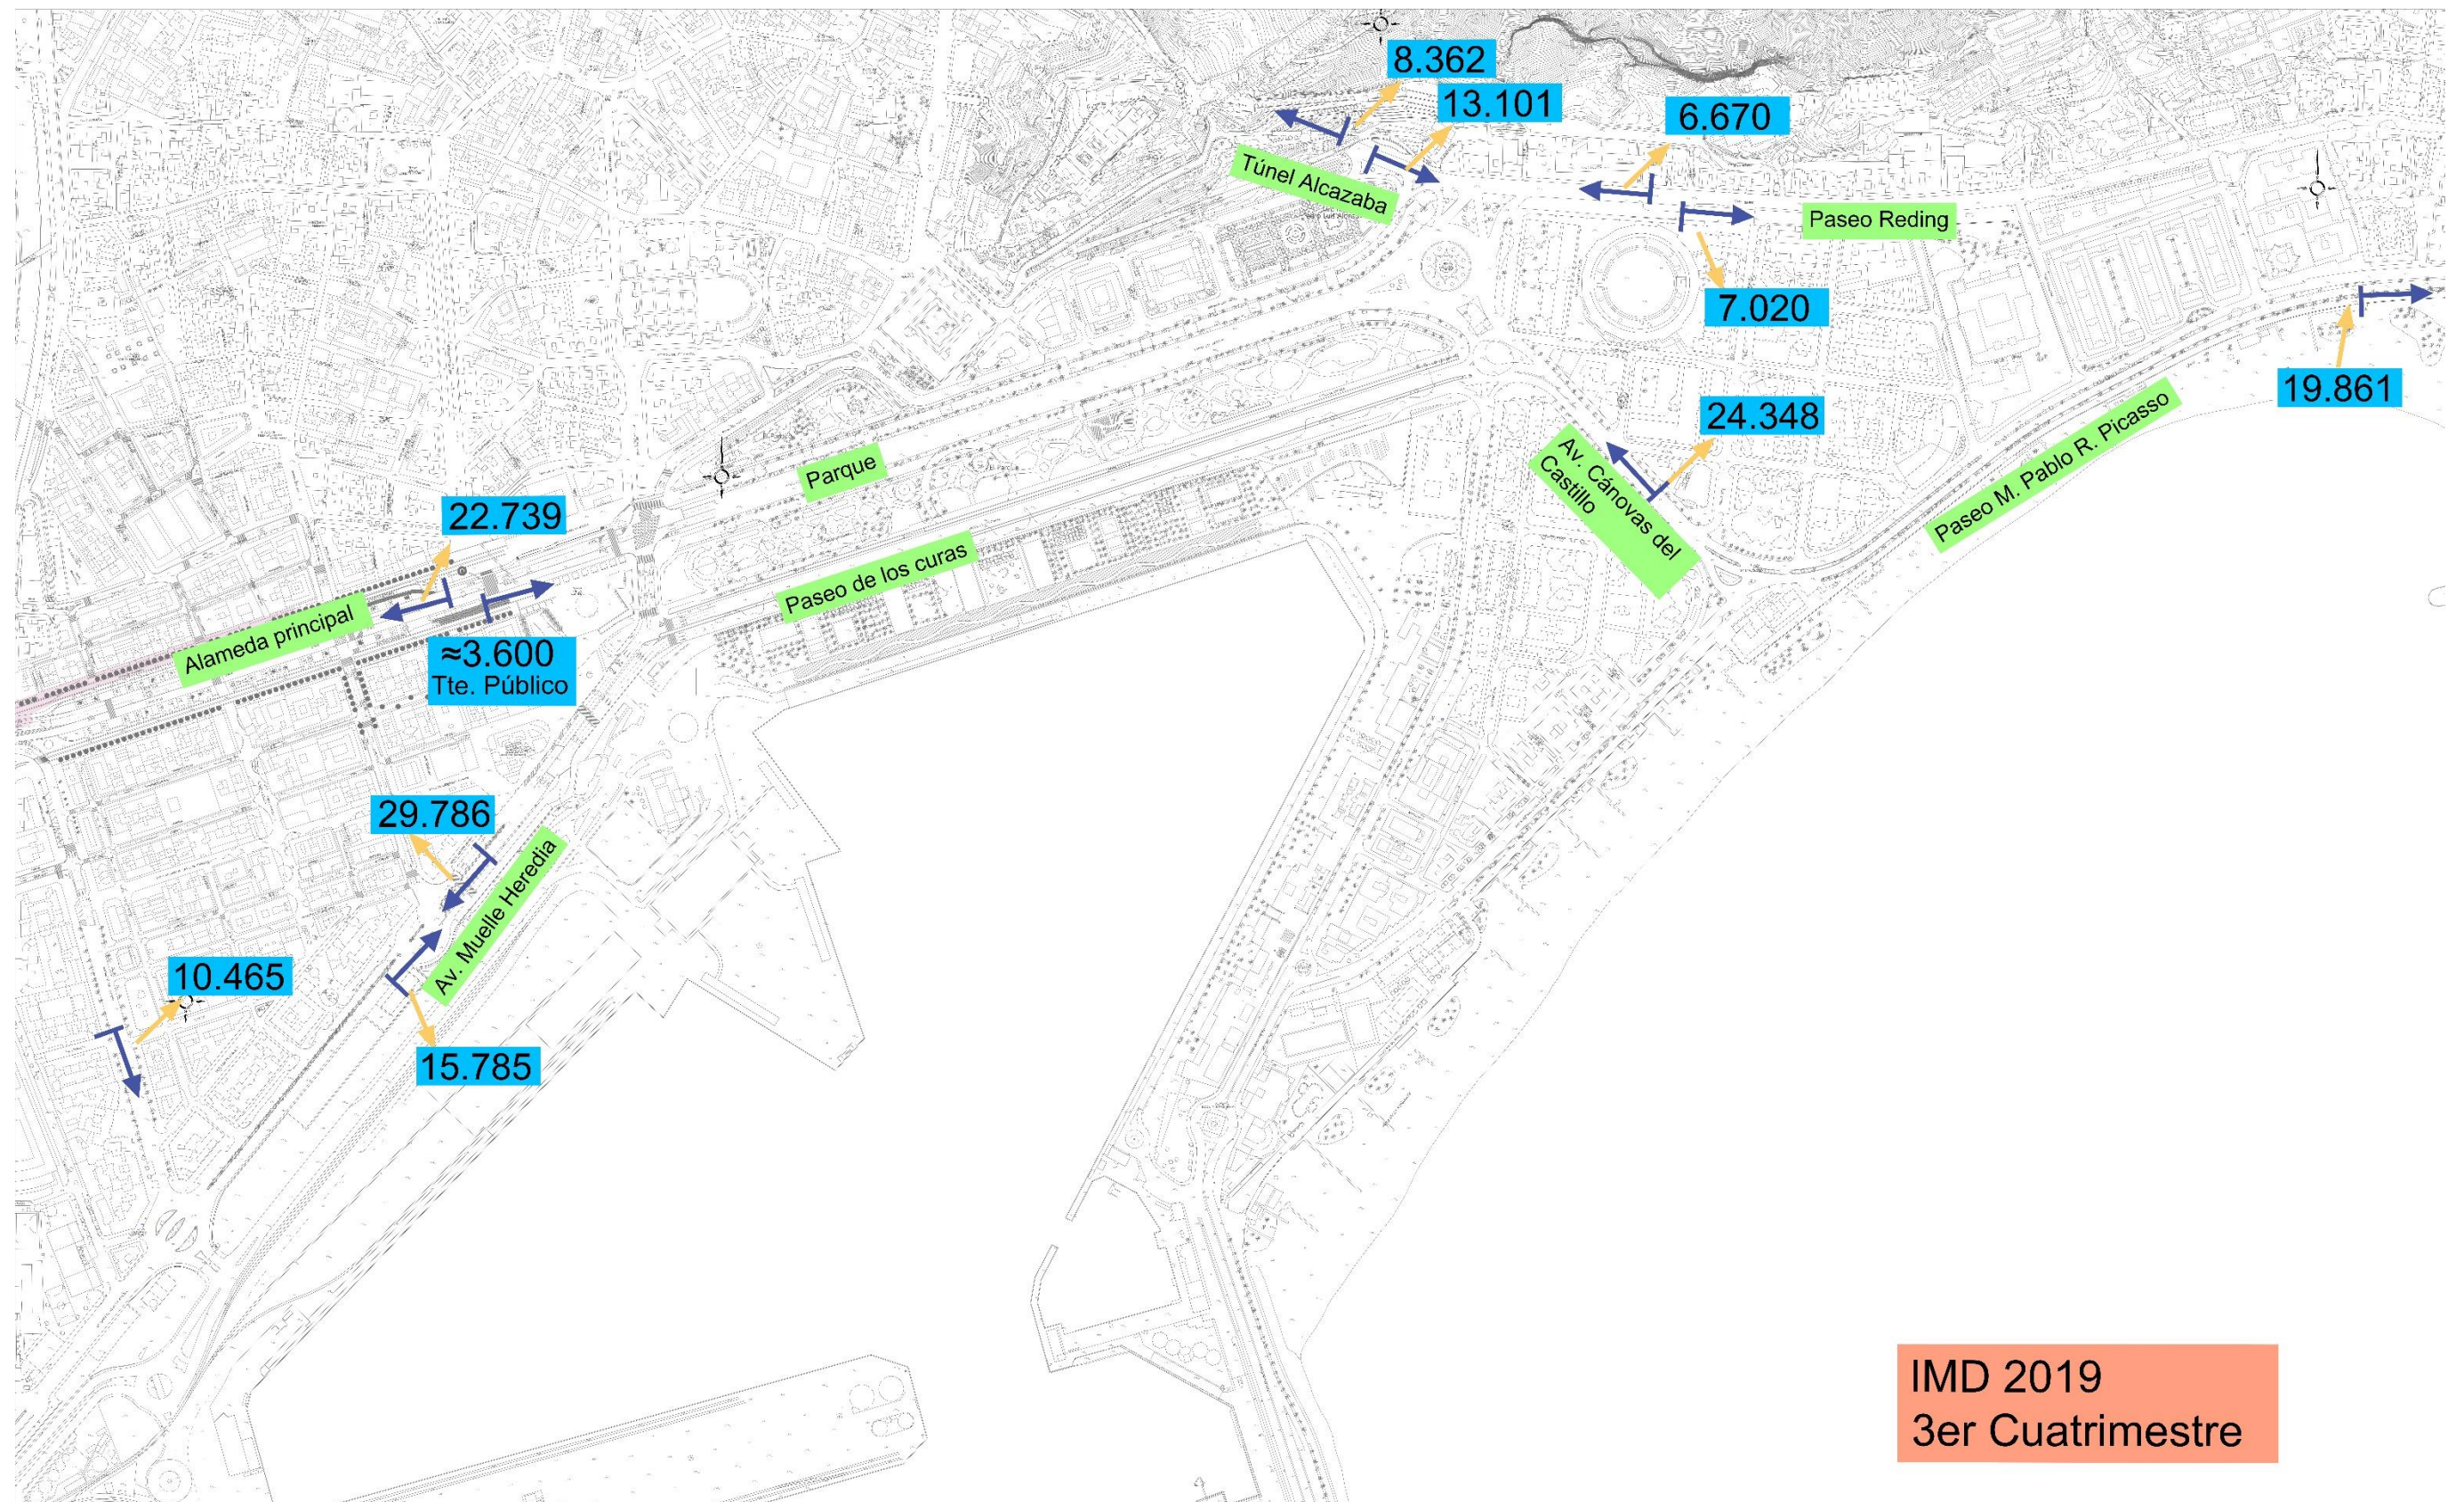 8.362
13.101
6.670
Túnel Alcazaba
Paseo Reding
7.020
19.861
24.348
Av. Cánovas del
Castillo
Paseo M. Pablo R. Picasso
Parque
22.739
Paseo de los curas
Alameda principal
≈3.600
Tte. Público
29.786
Av. Muelle Heredia
10.465
15.785
IMD 2019
3er Cuatrimestre